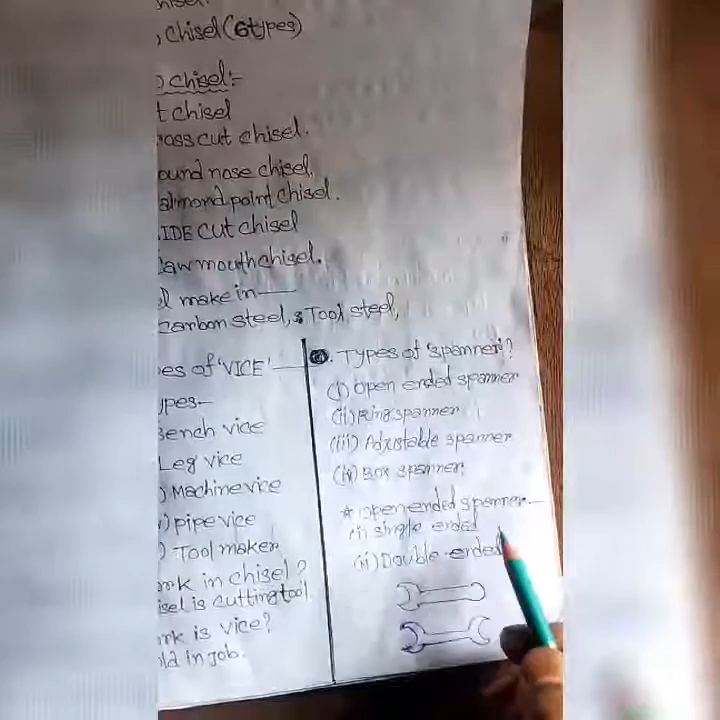 , chisel (6types)
chisel:-
t chisel
oss cut chisel.
ound nose chisel.
almond point chisel.
IDE cut chisel
aw mouth chisel.
l make in—
carbon steel, & Tool steel,
es of 'VICE'—
ypes—
Bench vice
Leg vice
) Machine vice
) pipe vice
) Tool maker
ork in chisel?
isel is cutting tool.
rk is vice?
ld in job.
. Types of 'spanner'?
(i) open ended spanner
(ii) Ring spanner
(iii) Adjustable spanner
(iv) Box spanner
* open ended spanner—
(i) single ended
(ii) Double ended